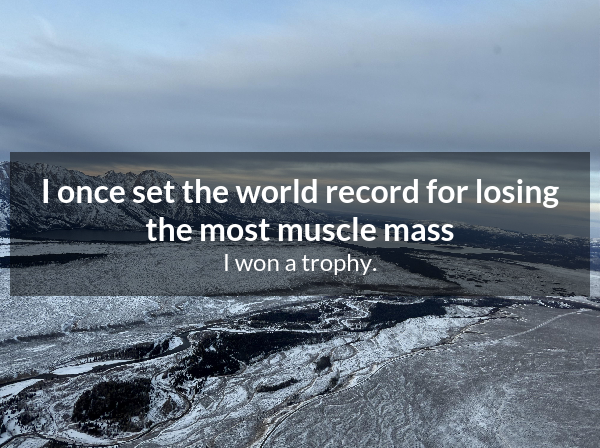 I once set the world record for losing
the most muscle mass
I won a trophy.